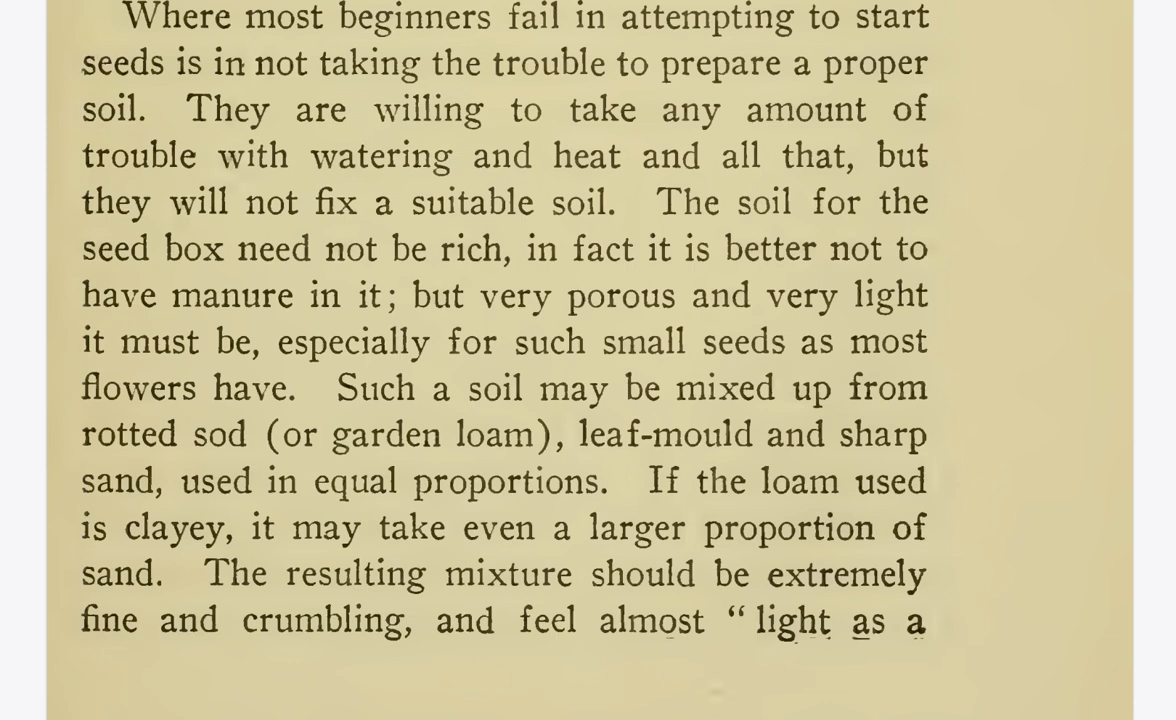 Where most beginners fail in attempting to start
seeds is in not taking the trouble to prepare a proper
soil. They are willing to take any amount of
trouble with watering and heat and all that, but
they will not fix a suitable soil. The soil for the
seed box need not be rich, in fact it is better not to
have manure in it; but very porous and very light
it must be, especially for such small seeds as most
flowers have. Such a soil may be mixed up from
rotted sod (or garden loam), leaf-mould and sharp
sand, used in equal proportions. If the loam used
is clayey, it may take even a larger proportion of
sand. The resulting mixture should be extremely
fine and crumbling, and feel almost “light as a